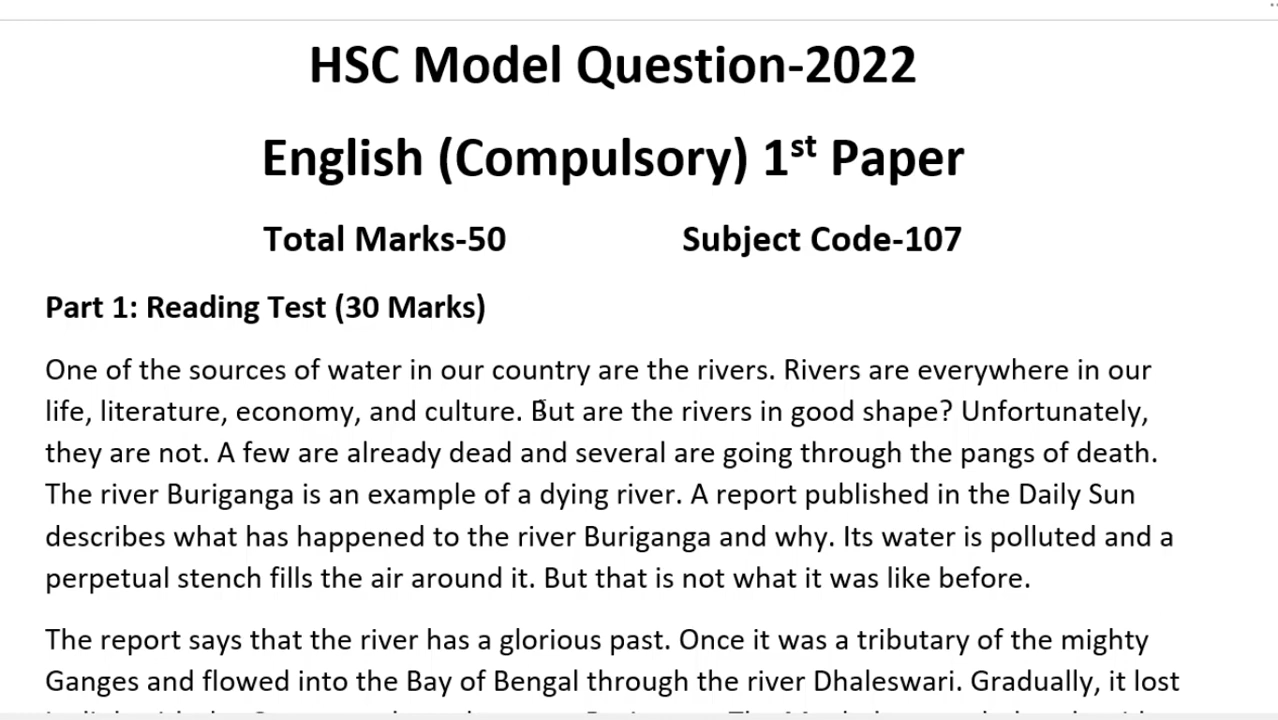 HSC Model Question-2022
English (Compulsory) 1st Paper
Total Marks-50 Subject Code-107
Part 1: Reading Test (30 Marks)
One of the sources of water in our country are the rivers. Rivers are everywhere in our
life, literature, economy, and culture. But are the rivers in good shape? Unfortunately,
they are not. A few are already dead and several are going through the pangs of death.
The river Buriganga is an example of a dying river. A report published in the Daily Sun
describes what has happened to the river Buriganga and why. Its water is polluted and a
perpetual stench fills the air around it. But that is not what it was like before.
The report says that the river has a glorious past. Once it was a tributary of the mighty
Ganges and flowed into the Bay of Bengal through the river Dhaleswari. Gradually, it lost